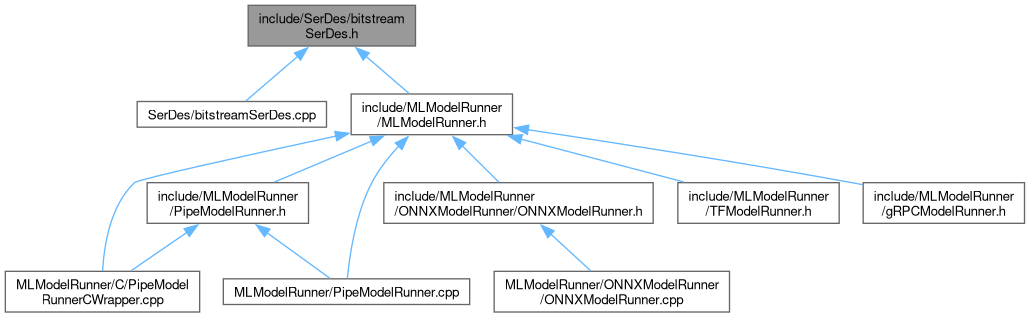 include/SerDes/bitstream
SerDes.h
SerDes/bitstreamSerDes.cpp
include/MLModelRunner
/MLModelRunner.h
include/MLModelRunner
/PipeModelRunner.h
include/MLModelRunner
/ONNXModelRunner/ONNXModelRunner.h
include/MLModelRunner
/TFModelRunner.h
include/MLModelRunner
/gRPCModelRunner.h
MLModelRunner/C/PipeModel
RunnerCWrapper.cpp
MLModelRunner/PipeModelRunner.cpp
MLModelRunner/ONNXModelRunner
/ONNXModelRunner.cpp